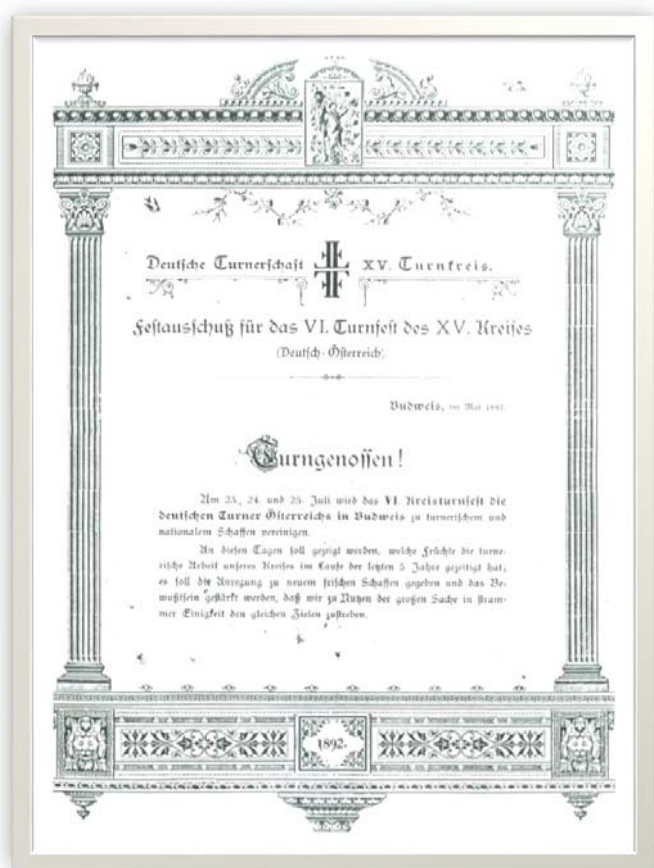 Deutsche Turnerschaft XV. Turnkreis.
Festausschuß für das VI. Turnfest des XV. Kreises
(Deutsch-Österreich).
Budweis, im Mai 1892.
Turngenossen!
Am 23., 24. und 25. Juli wird das VI. Kreisturnfest die
deutschen Turner Österreichs in Budweis zu turnerischem und
nationalem Schaffen vereinigen.
An diesen Tagen soll gezeigt werden, welche Früchte die turne-
rische Arbeit unseres Kreises im Laufe der letzten 5 Jahre gezeitigt hat;
es soll die Anregung zu neuem frischen Schaffen gegeben und das Be-
wußtsein gestärkt werden, daß wir zu Nutzen der großen Sache in stram-
mer Einigkeit den gleichen Zielen zustreben.
1892.